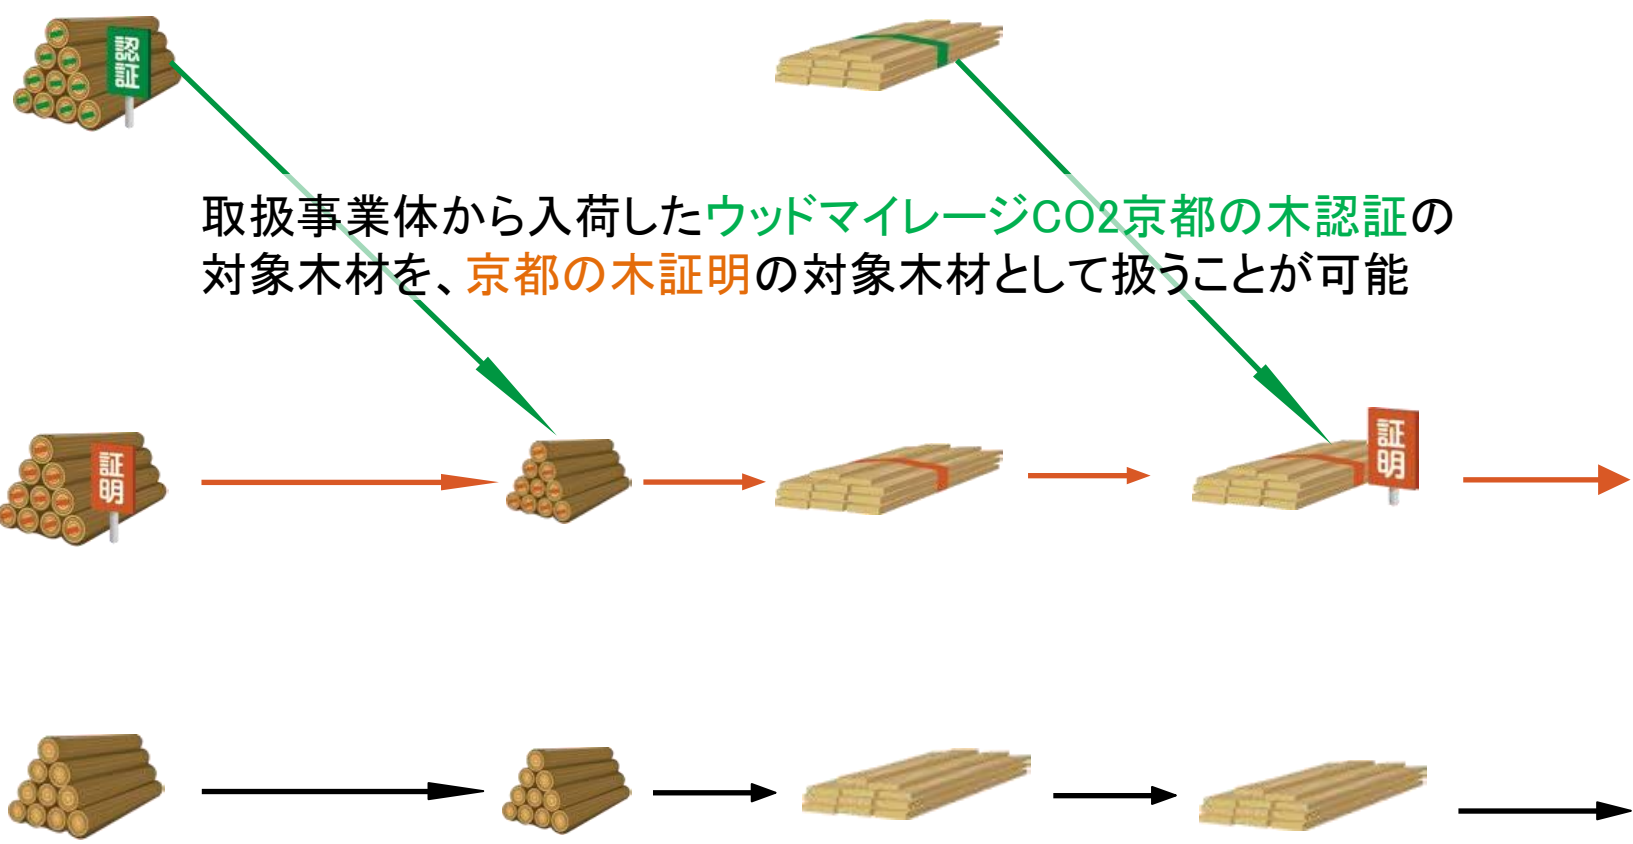 認証
取扱事業体から入荷したウッドマイレージCO2京都の木認証の
対象木材を、京都の木証明の対象木材として扱うことが可能
証明
証明